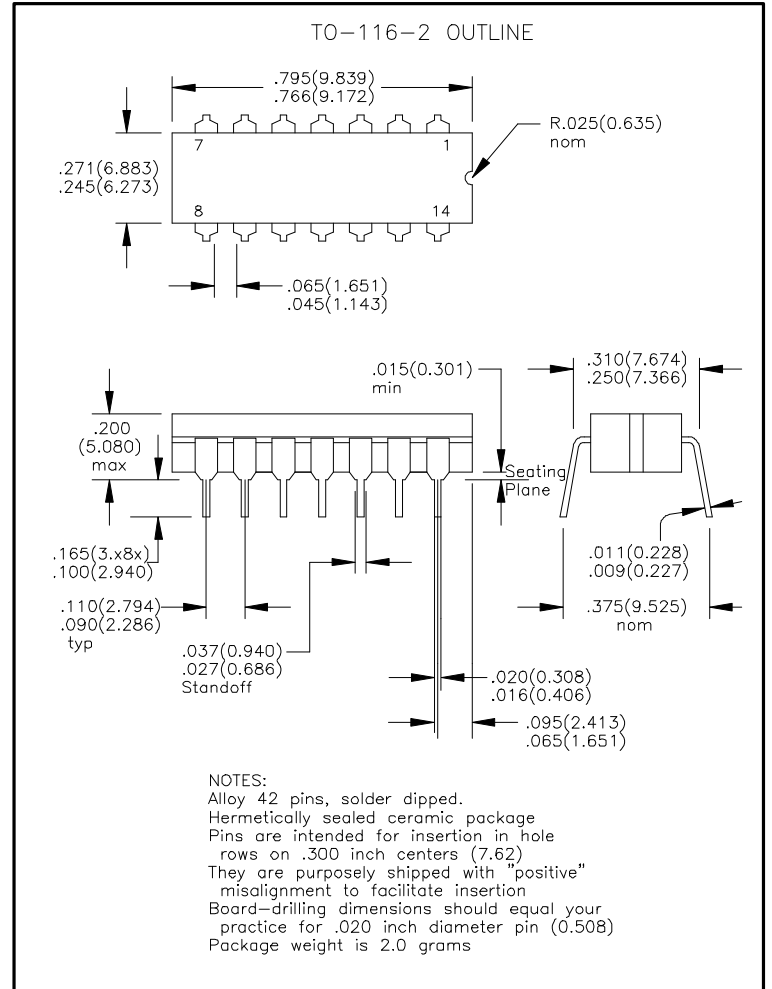 TO-116-2 OUTLINE
.795(9.839)
.766(9.172)
R.025(0.635)
nom
7
1
.271(6.883)
.245(6.273)
8
14
.065(1.651)
.045(1.143)
.015(0.301)
min
.310(7.674)
.250(7.366)
.200
(5.080)
max
Seating
Plane
.165(3.x8x)
.100(2.940)
.011(0.228)
.009(0.227)
.110(2.794)
.090(2.286)
typ
.375(9.525)
nom
.037(0.940)
.027(0.686)
Standoff
.020(0.308)
.016(0.406)
.095(2.413)
.065(1.651)
NOTES:
Alloy 42 pins, solder dipped.
Hermetically sealed ceramic package
Pins are intended for insertion in hole
rows on .300 inch centers (7.62)
They are purposely shipped with "positive"
misalignment to facilitate insertion
Board-drilling dimensions should equal your
practice for .020 inch diameter pin (0.508)
Package weight is 2.0 grams